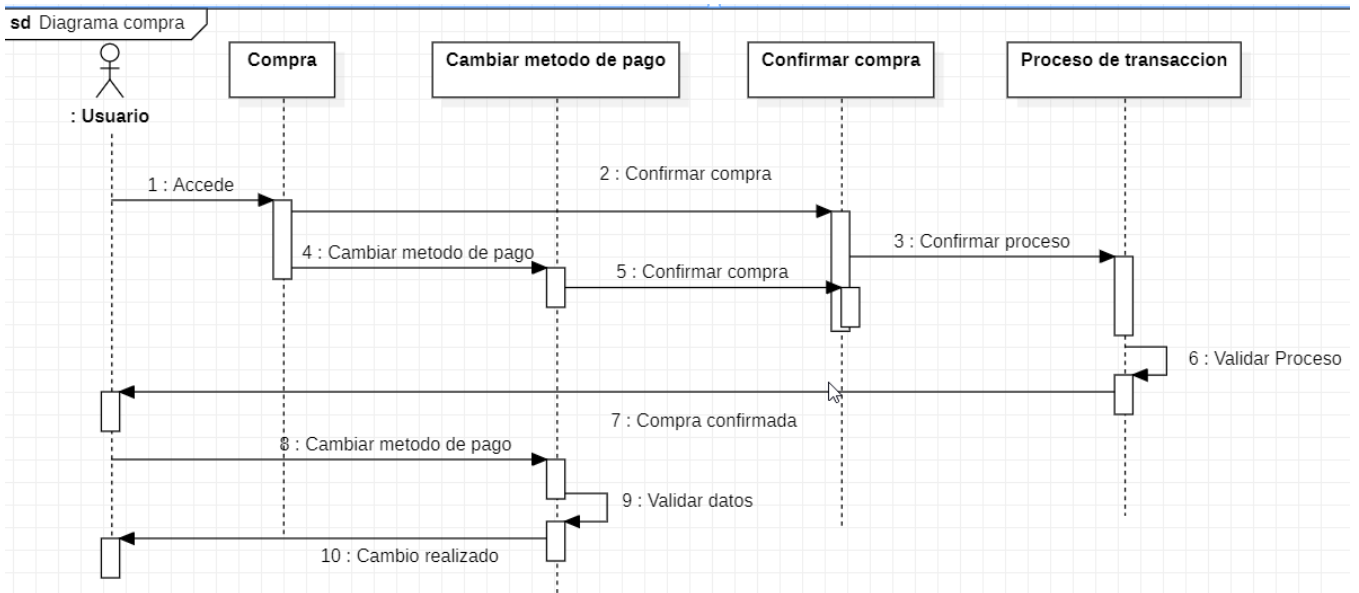 sd Diagrama compra
Compra
Cambiar metodo de pago
Confirmar compra
Proceso de transaccion
: Usuario
1 : Accede
2 : Confirmar compra
3 : Confirmar proceso
4 : Cambiar metodo de pago
5 : Confirmar compra
6 : Validar Proceso
7 : Compra confirmada
8 : Cambiar metodo de pago
9 : Validar datos
10 : Cambio realizado